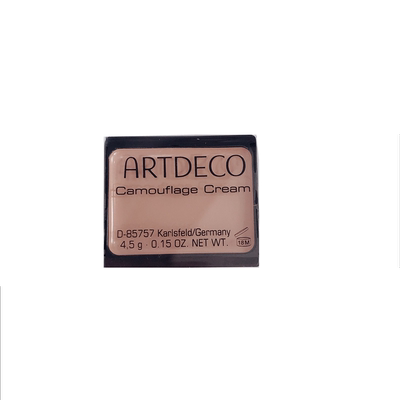 ARTDECO
Camouflage Cream
D-85757 Karlsfeld/Germany
4,5 g · 0.15 OZ. NET WT.
18M